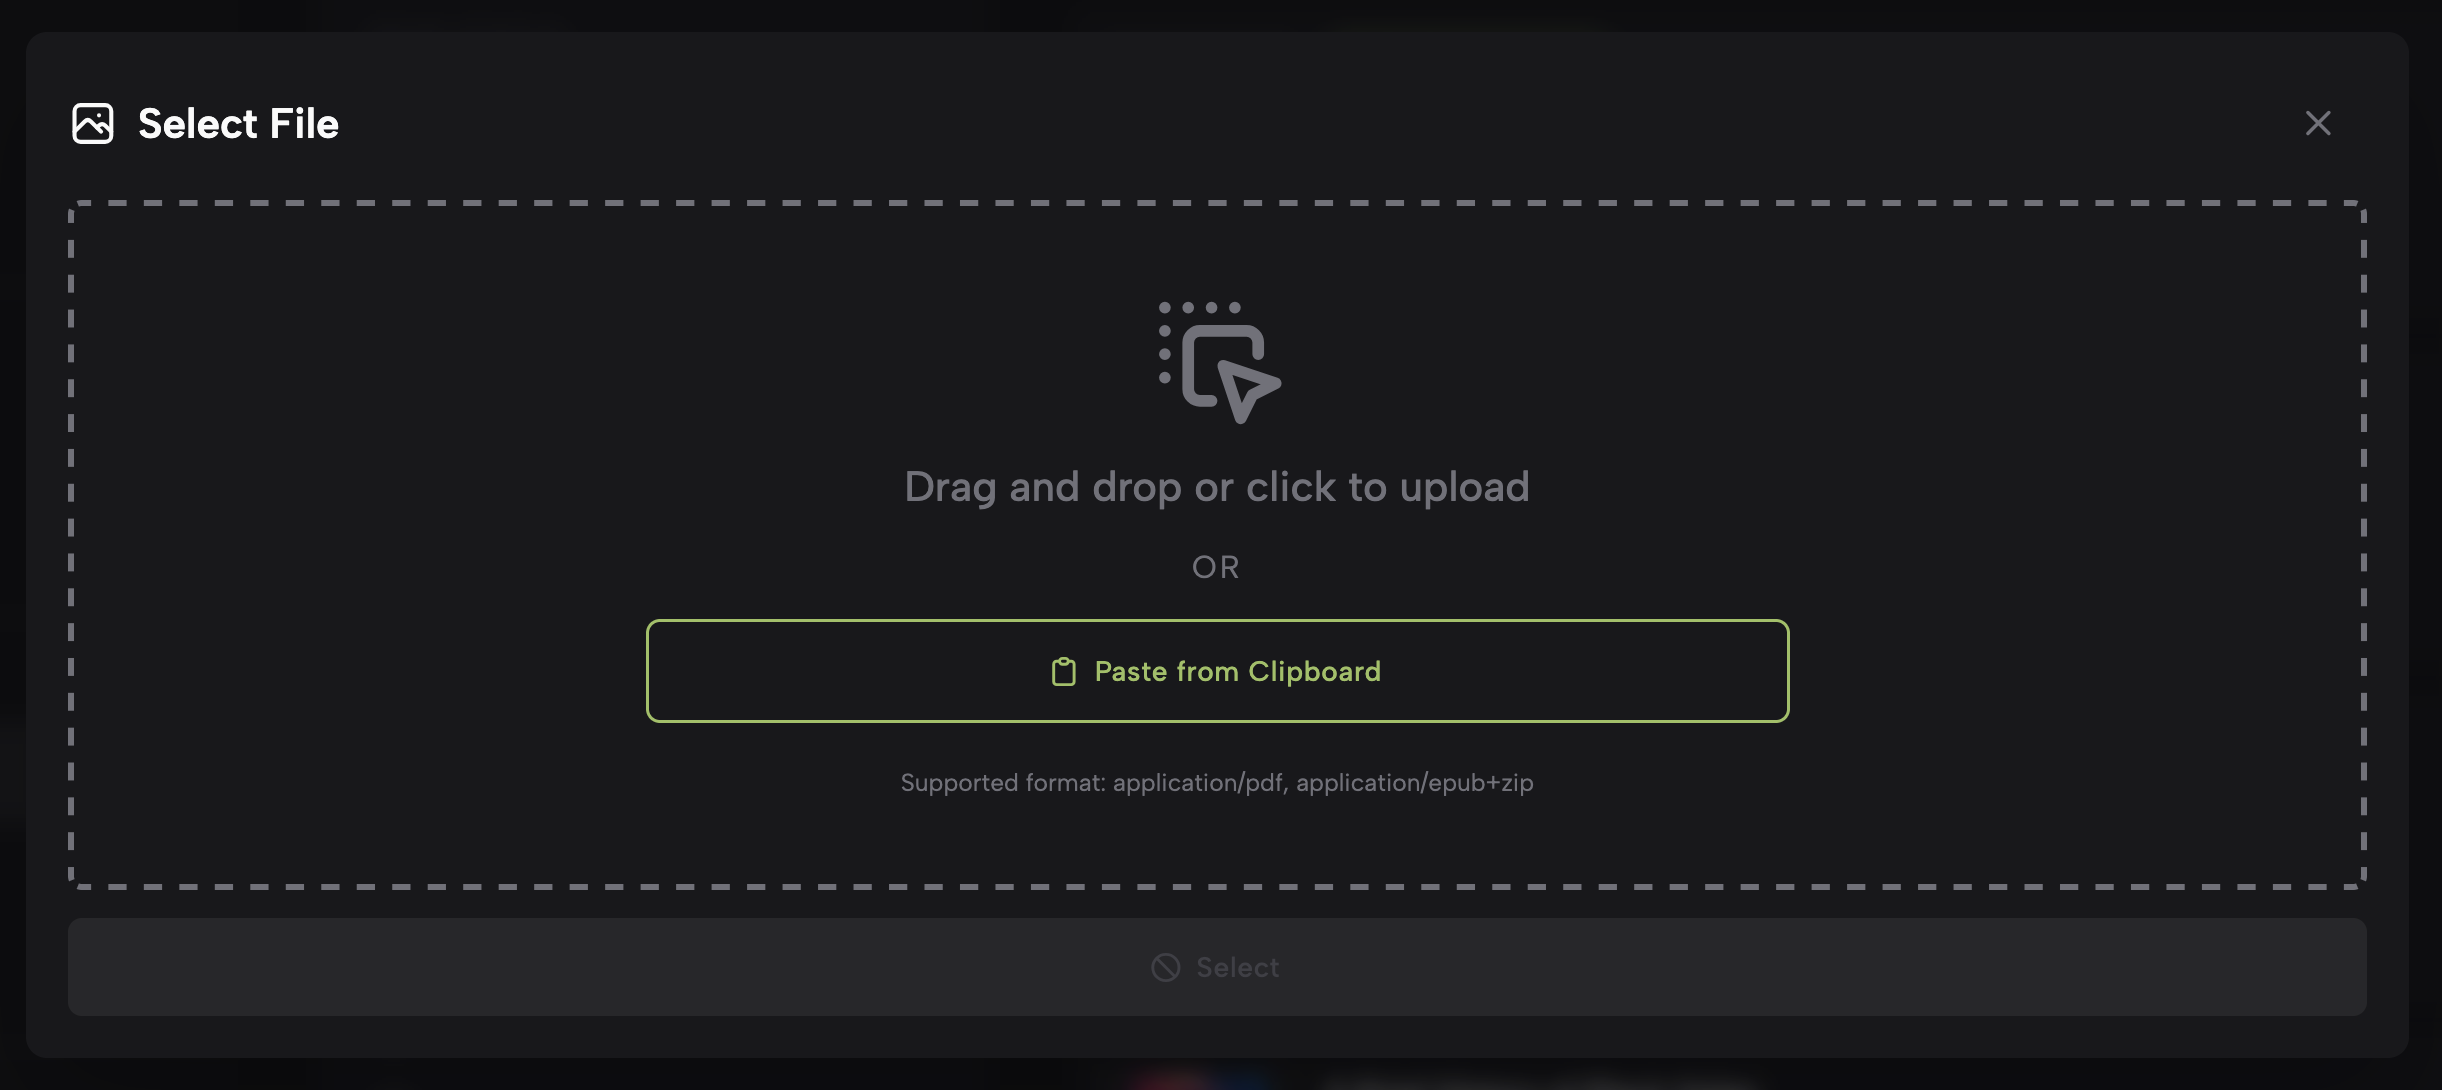 Select File
Drag and drop or click to upload
OR
Paste from Clipboard
Supported format: application/pdf, application/epub+zip
Select